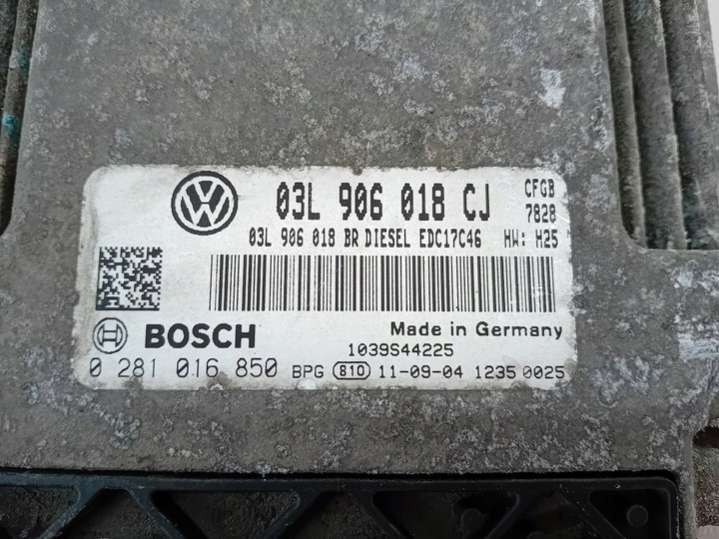 03L 906 018 CJ CFGB
7828
03L 906 018 BR DIESEL EDC17C46 HW: H25
BOSCH Made in Germany
1039S44225
0 281 016 850 BPG 810 11-09-04 1235 0025